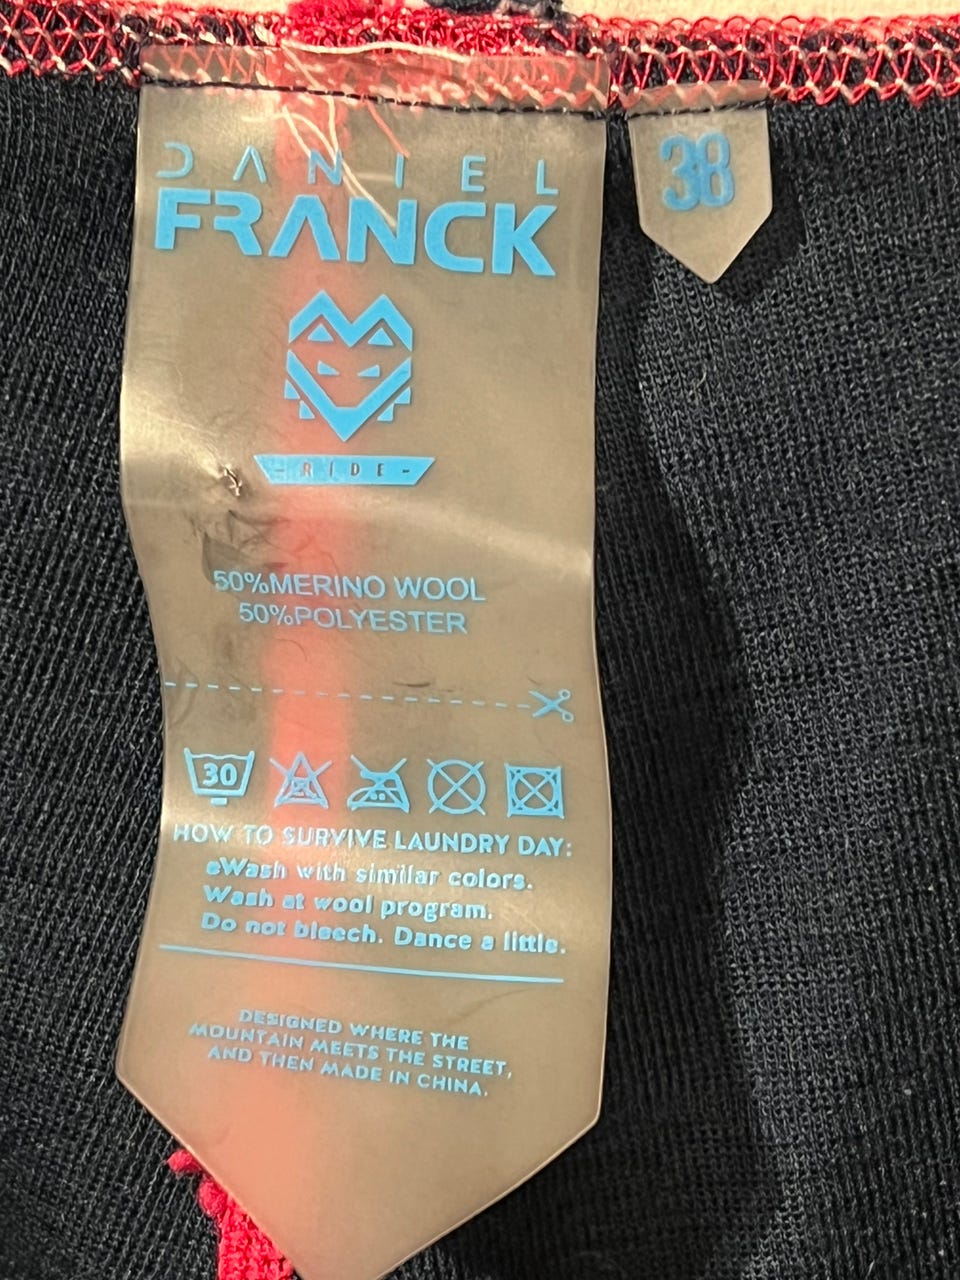 DANIEL
FRANCK
38
- RIDE -
50%MERINO WOOL
50%POLYESTER
30
HOW TO SURVIVE LAUNDRY DAY:
eWash with similar colors.
Wash at wool program.
Do not bleech. Dance a little.
DESIGNED WHERE THE
MOUNTAIN MEETS THE STREET,
AND THEN MADE IN CHINA.